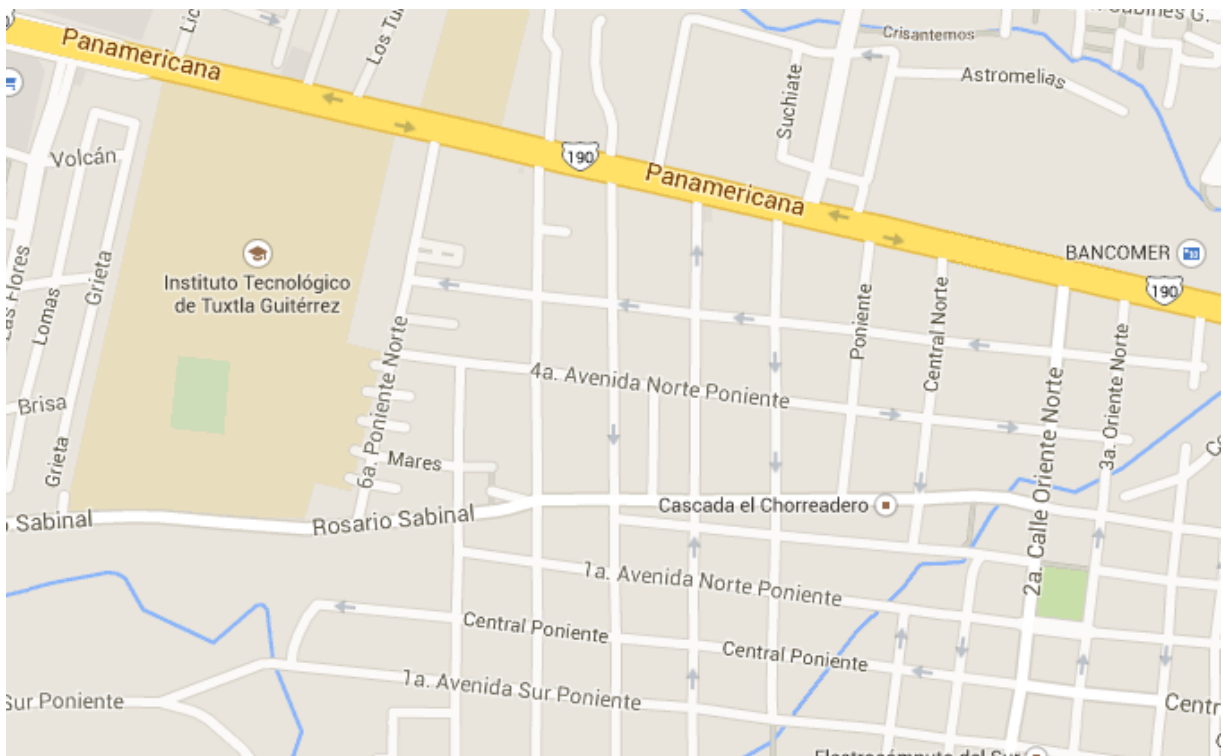 Panamericana
Crisantemos
Astromelias
Suchiate
Volcán
190
Panamericana
BANCOMER
190
Instituto Tecnológico
de Tuxtla Guitérrez
Las Flores
Lomas
Grieta
Poniente
Central Norte
4a. Avenida Norte Poniente
6a. Poniente Norte
2a. Calle Oriente Norte
3a. Oriente Norte
Brisa
Grieta
Mares
Sabinal
Rosario Sabinal
Cascada el Chorreadero
1a. Avenida Norte Poniente
Central Poniente
Central Poniente
1a. Avenida Sur Poniente
Sur Poniente